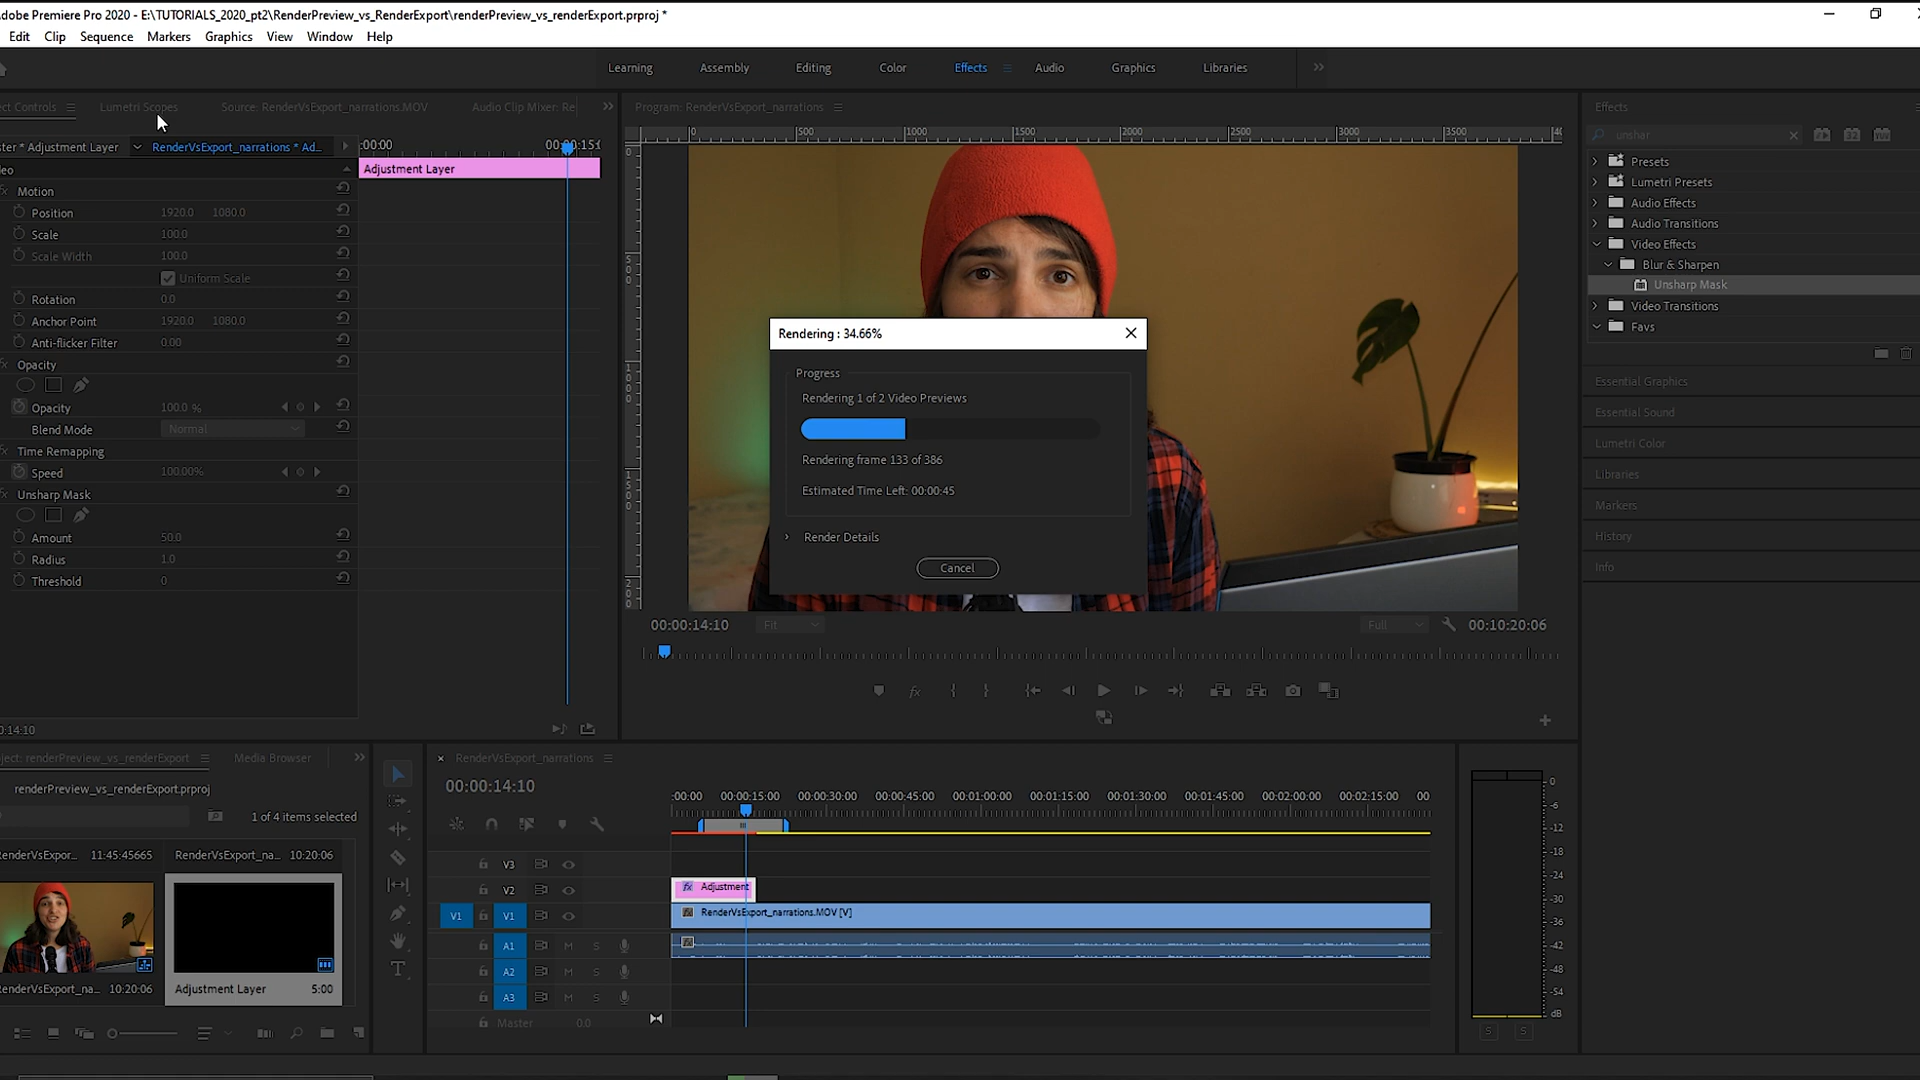 dobe Premiere Pro 2020 - E:\TUTORIALS_2020_pt2\RenderPreview_vs_RenderExport\renderPreview_vs_renderExport.prproj *
Edit Clip Sequence Markers Graphics View Window Help
Learning Assembly Editing Color Effects Audio Graphics Libraries
ect Controls Lumetri Scopes Source: RenderVsExport_narrations.MOV Audio Clip Mixer: Re
ter * Adjustment Layer RenderVsExport_narrations * Ad...
:00:00 00:00:15:0
Adjustment Layer
eo
Motion
Position 1920.0 1080.0
Scale 100.0
Scale Width 100.0
Uniform Scale
Rotation 0.0
Anchor Point 1920.0 1080.0
Anti-flicker Filter 0.00
Opacity
Opacity 100.0 %
Blend Mode Normal
Time Remapping
Speed 100.00%
Unsharp Mask
Amount 50.0
Radius 1.0
Threshold 0
0:14:10
Program: RenderVsExport_narrations
0 500 1000 1500 2000 2500 3000 3500
Rendering : 34.66%
Progress
Rendering 1 of 2 Video Previews
Rendering frame 133 of 386
Estimated Time Left: 00:00:45
Render Details
Cancel
00:00:14:10 Fit Full 00:10:20:06
Effects
unshar
Presets
Lumetri Presets
Audio Effects
Audio Transitions
Video Effects
Blur & Sharpen
Unsharp Mask
Video Transitions
Favs
Essential Graphics
Essential Sound
Lumetri Color
Libraries
Markers
History
Info
ject: renderPreview_vs_renderExport Media Browser
renderPreview_vs_renderExport.prproj
1 of 4 items selected
enderVsExpor... 11:45:45665 RenderVsExport_na... 10:20:06
enderVsExport_na... 10:20:06 Adjustment Layer 5:00
RenderVsExport_narrations
00:00:14:10
:00:00 00:00:15:00 00:00:30:00 00:00:45:00 00:01:00:00 00:01:15:00 00:01:30:00 00:01:45:00 00:02:00:00 00:02:15:00 00
V3
V2 Adjustment
V1 V1 RenderVsExport_narrations.MOV [V]
A1 M S
A2 M S
A3 M S
Master 0.0
0
-6
-12
-18
-24
-30
-36
-42
-48
-54
dB
S S